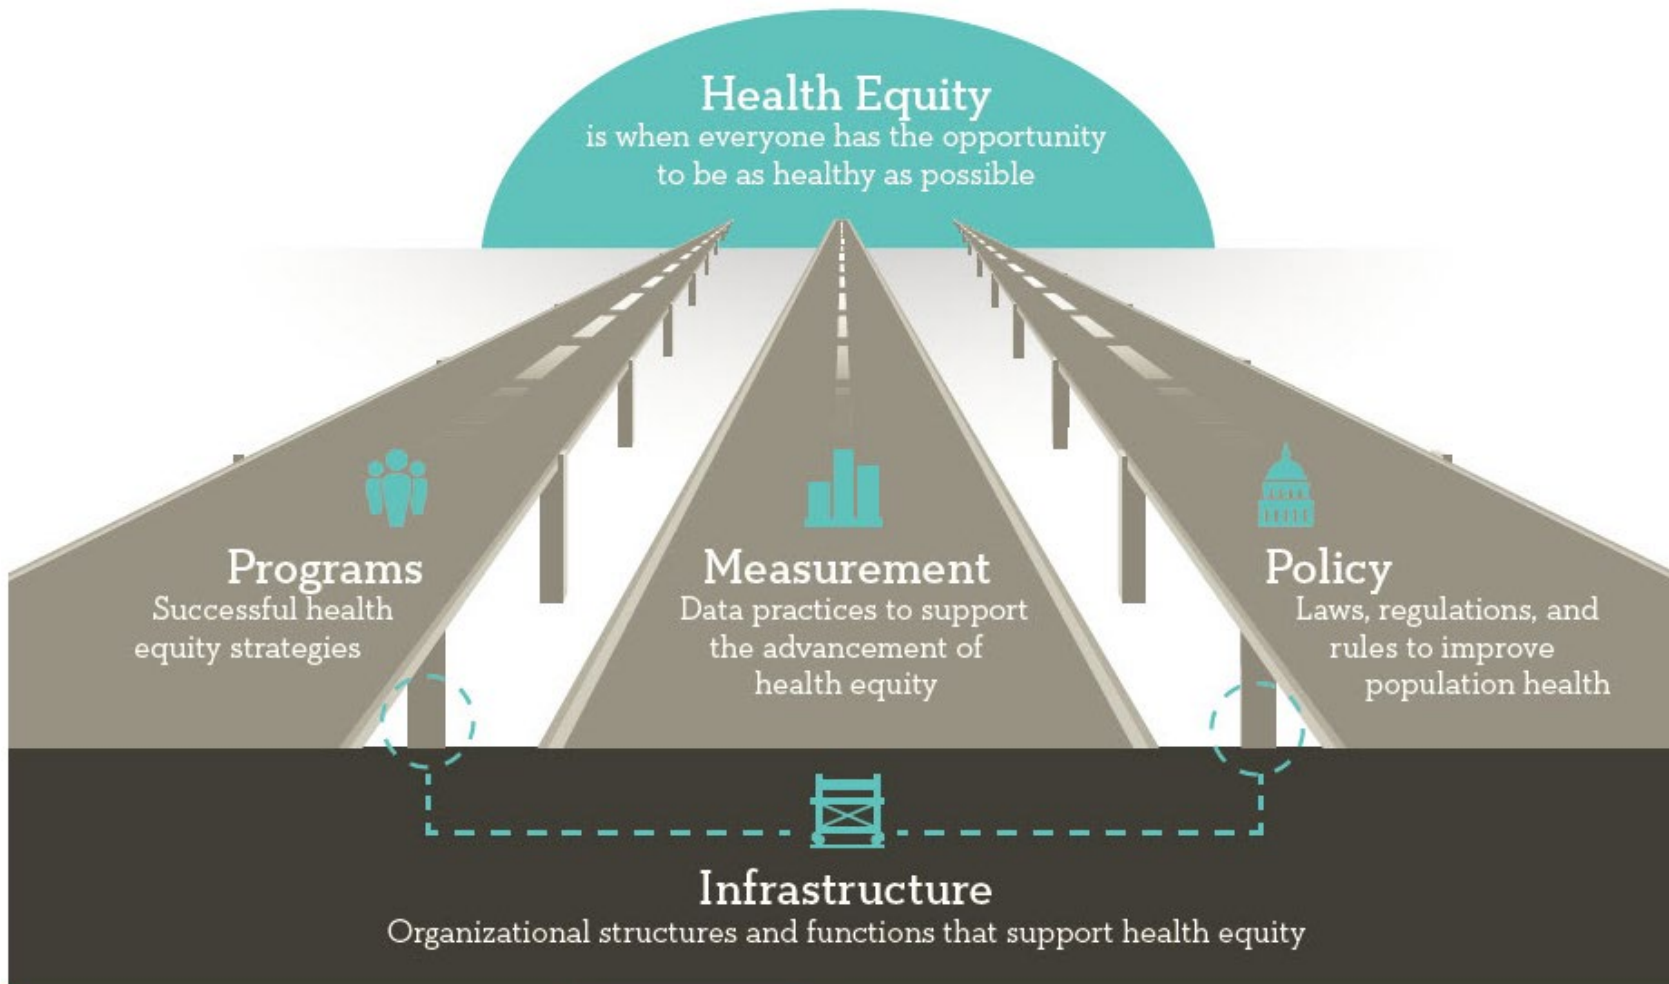 Health Equity
is when everyone has the opportunity
to be as healthy as possible
Programs
Successful health
equity strategies
Measurement
Data practices to support
the advancement of
health equity
Policy
Laws, regulations, and
rules to improve
population health
Infrastructure
Organizational structures and functions that support health equity